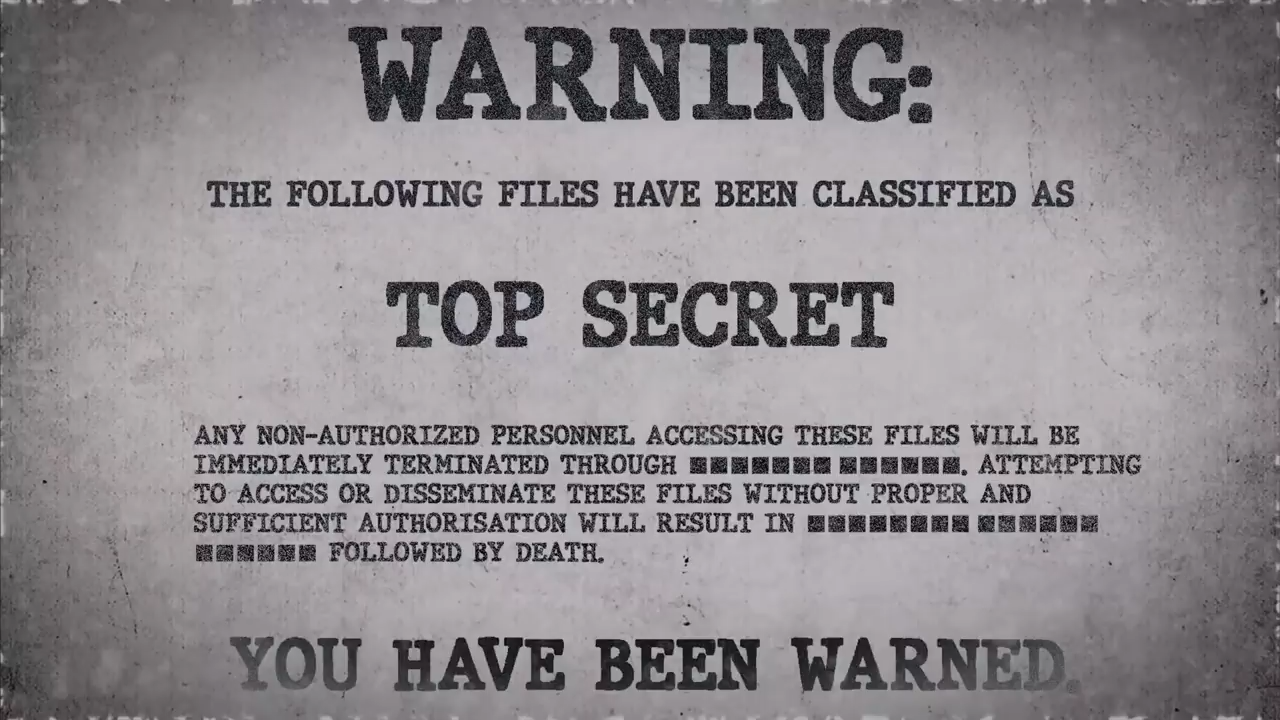 WARNING:
THE FOLLOWING FILES HAVE BEEN CLASSIFIED AS
TOP SECRET
ANY NON-AUTHORIZED PERSONNEL ACCESSING THESE FILES WILL BE
IMMEDIATELY TERMINATED THROUGH ■■■■■■■ ■■■■■■. ATTEMPTING
TO ACCESS OR DISSEMINATE THESE FILES WITHOUT PROPER AND
SUFFICIENT AUTHORISATION WILL RESULT IN ■■■■■■■■ ■■■■■■
■■■■■■ FOLLOWED BY DEATH.
YOU HAVE BEEN WARNED.